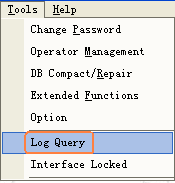 Tools Help
Change Password
Operator Management
DB Compact/Repair
Extended Functions
Option
Log Query
Interface Locked